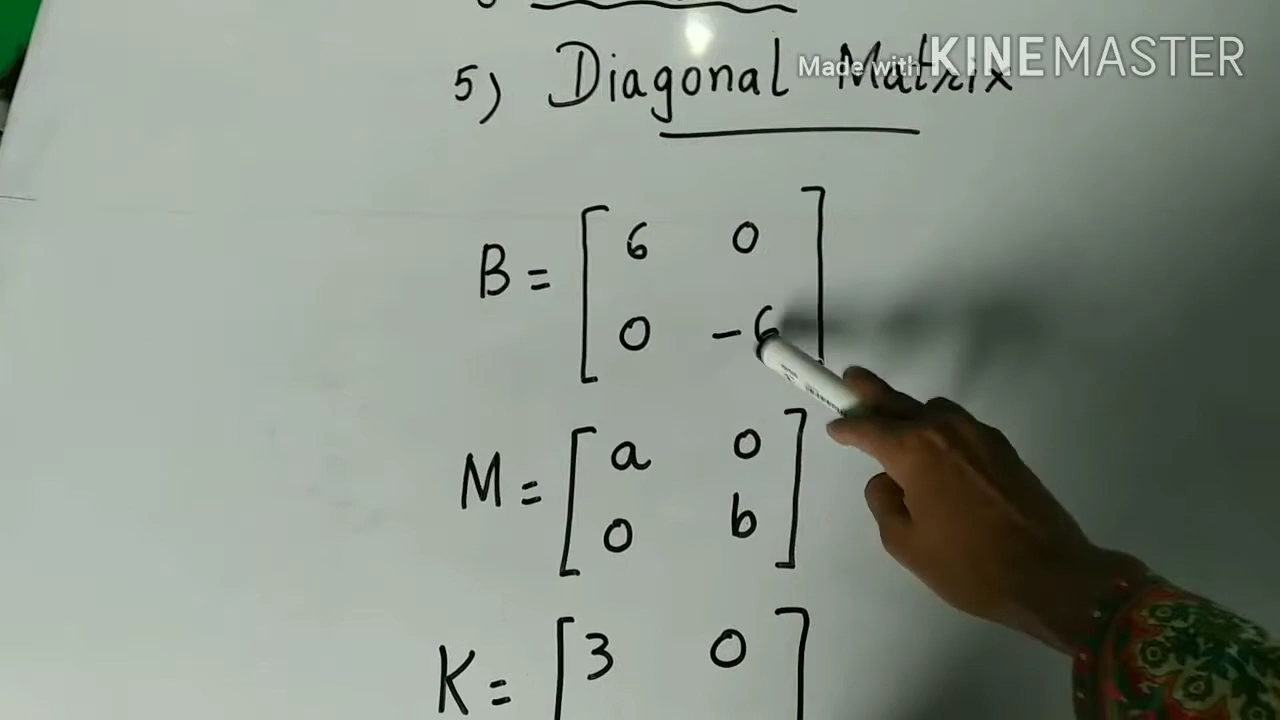 Made with KINEMASTER
5) Diagonal Matrix
B = [ 6 0
0 -6 ]
M = [ a 0
0 b ]
K = [ 3 0 ]